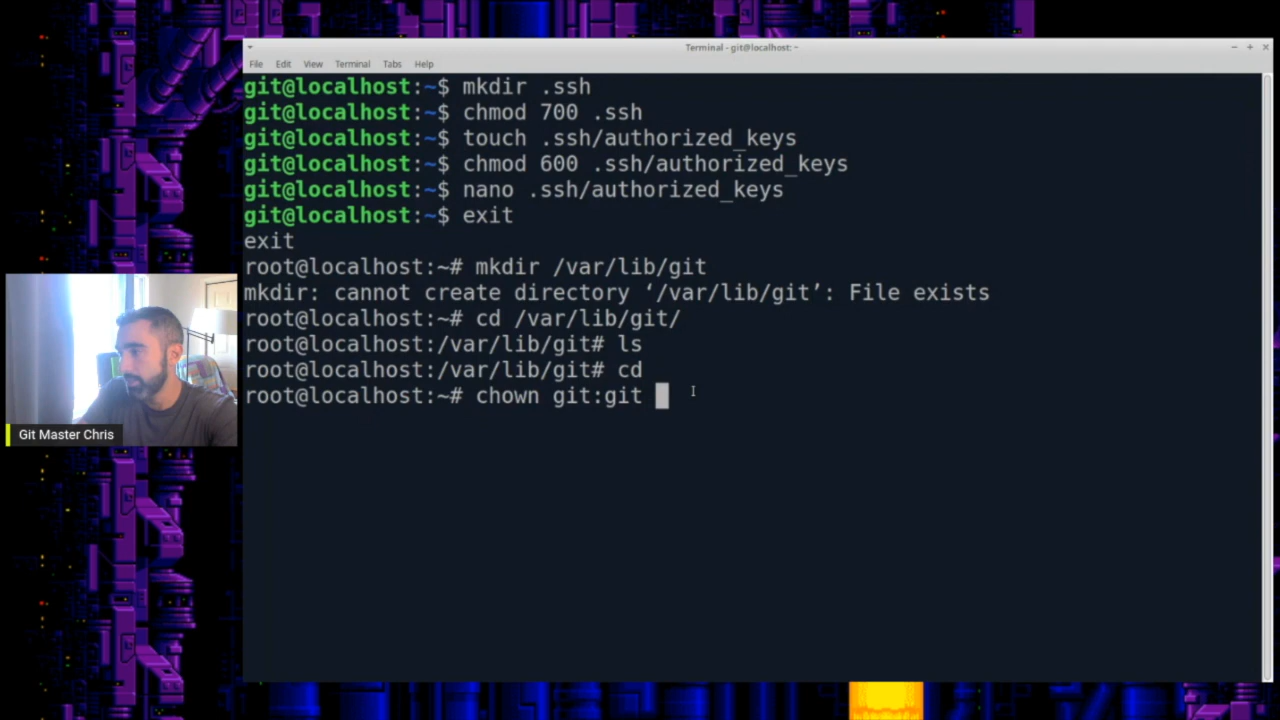 Terminal - git@localhost: ~
File Edit View Terminal Tabs Help
git@localhost:~$ mkdir .ssh
git@localhost:~$ chmod 700 .ssh
git@localhost:~$ touch .ssh/authorized_keys
git@localhost:~$ chmod 600 .ssh/authorized_keys
git@localhost:~$ nano .ssh/authorized_keys
git@localhost:~$ exit
exit
root@localhost:~# mkdir /var/lib/git
mkdir: cannot create directory ‘/var/lib/git’: File exists
root@localhost:~# cd /var/lib/git/
root@localhost:/var/lib/git# ls
root@localhost:/var/lib/git# cd
root@localhost:~# chown git:git
Git Master Chris